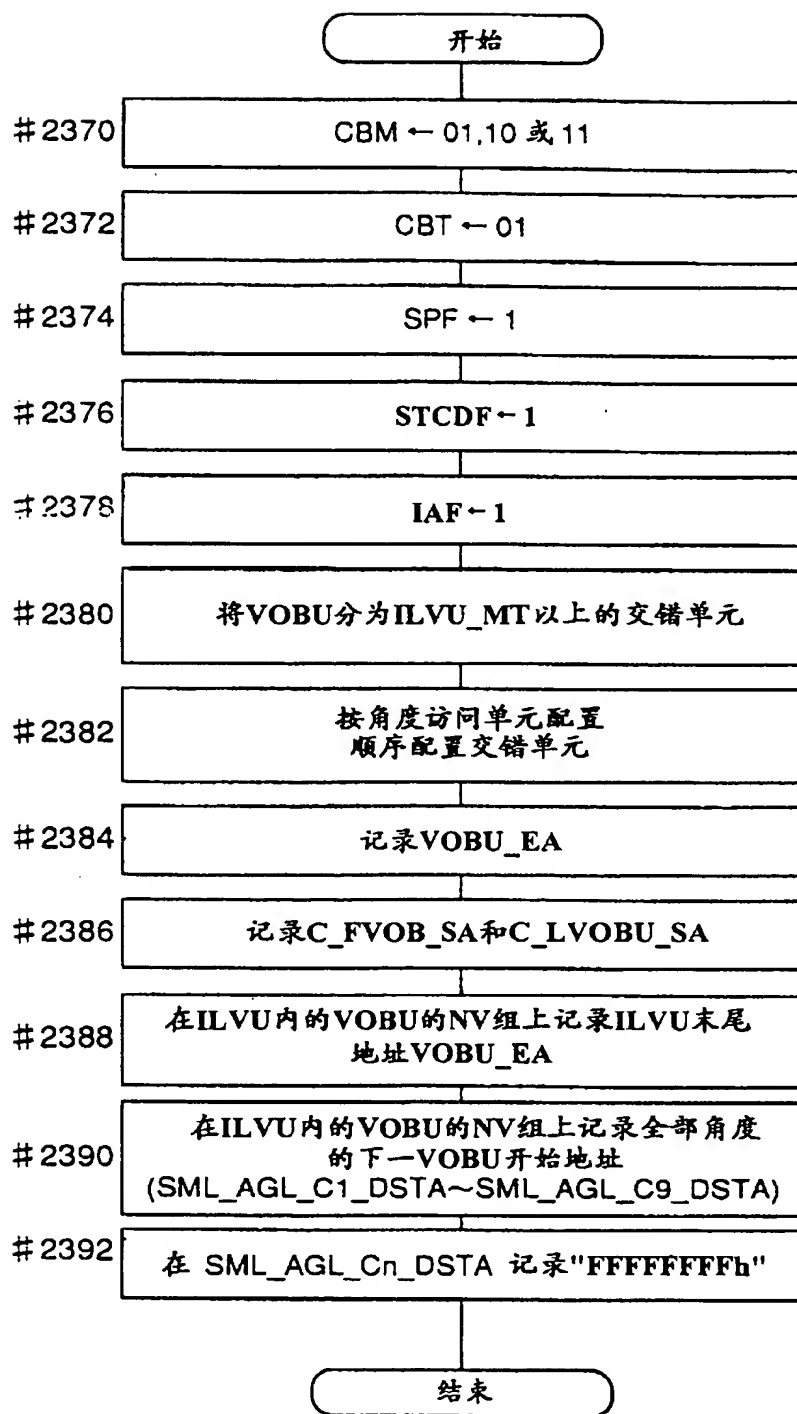 开始
#2370 CBM ← 01,10 或 11
#2372 CBT ← 01
#2374 SPF ← 1
#2376 STCDF ← 1
#2378 IAF ← 1
#2380 将VOBU分为ILVU_MT以上的交错单元
#2382 按角度访问单元配置
顺序配置交错单元
#2384 记录VOBU_EA
#2386 记录C_FVOB_SA和C_LVOBU_SA
#2388 在ILVU内的VOBU的NV组上记录ILVU末尾
地址VOBU_EA
#2390 在ILVU内的VOBU的NV组上记录全部角度
的下一VOBU开始地址
(SML_AGL_C1_DSTA~SML_AGL_C9_DSTA)
#2392 在 SML_AGL_Cn_DSTA 记录"FFFFFFFFh"
结束